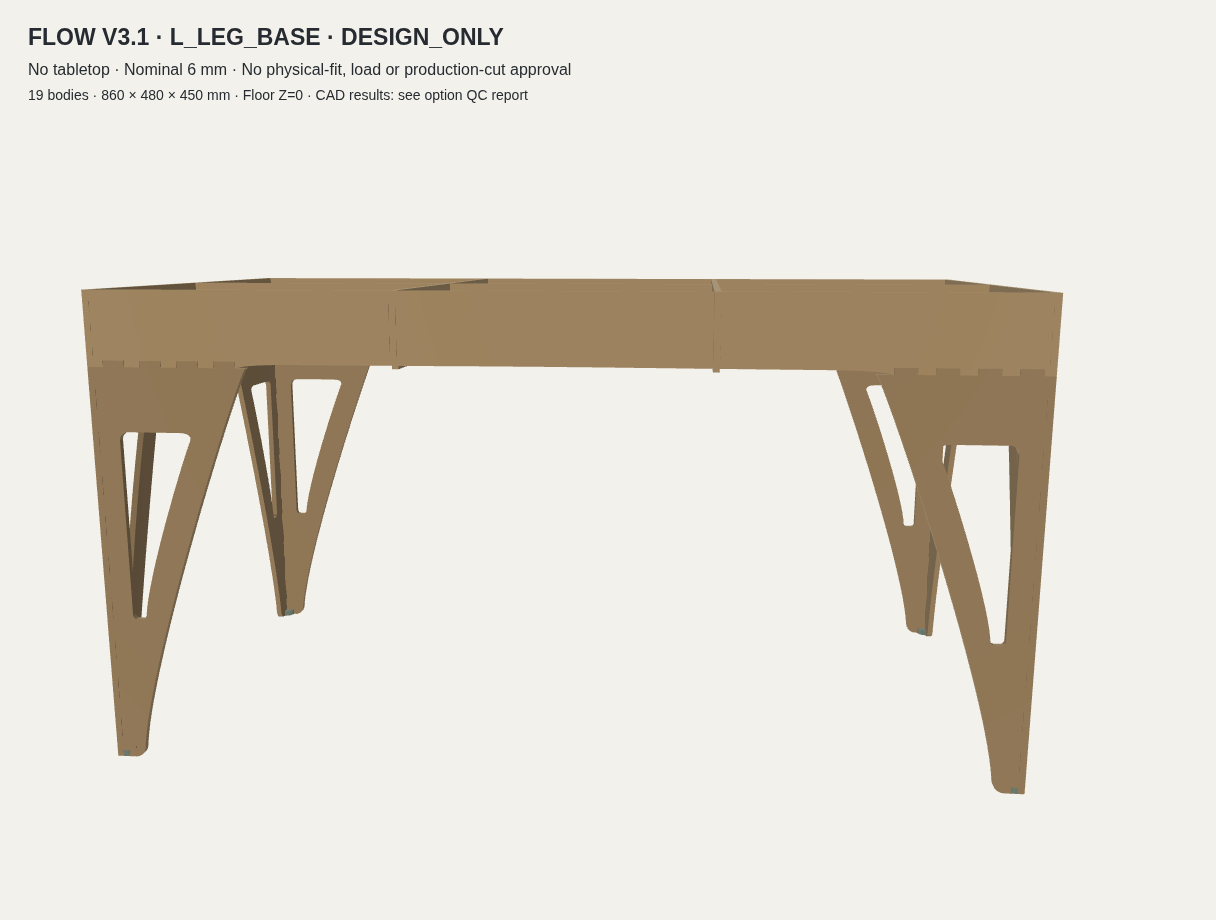 FLOW V3.1 · L_LEG_BASE · DESIGN_ONLY
No tabletop · Nominal 6 mm · No physical-fit, load or production-cut approval
19 bodies · 860 × 480 × 450 mm · Floor Z=0 · CAD results: see option QC report